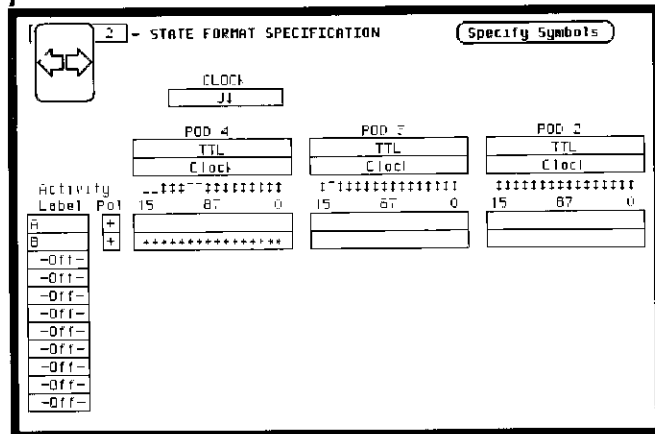 2 - STATE FORMAT SPECIFICATION Specify Symbols
CLOCK
J↓
POD 4 POD 3 POD 2
TTL TTL TTL
Clock Clock Clock
Activity
Label Pol 15 87 0 15 87 0 15 87 0
A +
B + ****************
-Off-
-Off-
-Off-
-Off-
-Off-
-Off-
-Off-
-Off-
-Off-